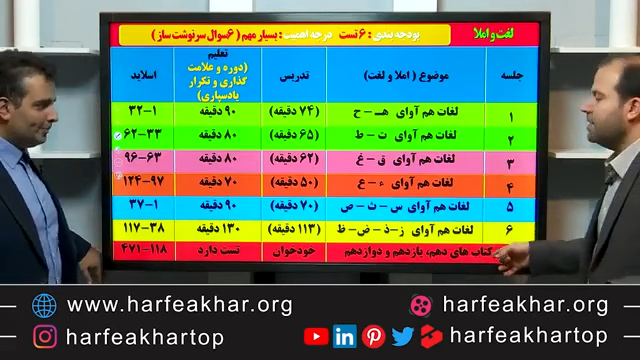 لغت و املا
بودجه بندی : ۶ تست درجه اهمیت : بسیار مهم ( ۶سوال سرنوشت ساز )
جلسه موضوع ( املا و لغت ) تدریس تعلیم (دوره و علامت گذاری و تکرار یادسپاری) اسلاید
۱ لغات هم آوای هـ – ح (۷۴ دقیقه) ۹۰ دقیقه ۱-۳۲
۲ لغات هم آوای ت – ط (۶۵ دقیقه) ۸۰ دقیقه ۳۳-۶۲
۳ لغات هم آوای ق – غ (۶۲ دقیقه) ۸۰ دقیقه ۶۳-۹۶
۴ لغات هم آوای ء – ع (۵۰ دقیقه) ۷۰ دقیقه ۹۷-۱۲۴
۵ لغات هم آوای س – ث – ص (۷۰ دقیقه) ۹۰ دقیقه ۱-۳۷
۶ لغات هم آوای ز – ذ – ض – ظ (۱۱۳ دقیقه) ۱۳۰ دقیقه ۳۸-۱۱۷
کتاب های دهم، یازدهم و دوازدهم خودخوان تست دارد ۱۱۸-۴۷۱
www.harfeakhar.org harfeakhar.org
harfeakhartop harfeakhartop